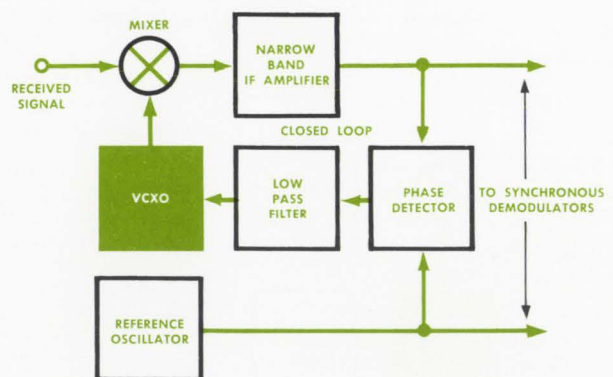 MIXER
RECEIVED
SIGNAL
NARROW
BAND
IF AMPLIFIER
CLOSED LOOP
VCXO
LOW
PASS
FILTER
PHASE
DETECTOR
TO SYNCHRONOUS
DEMODULATORS
REFERENCE
OSCILLATOR